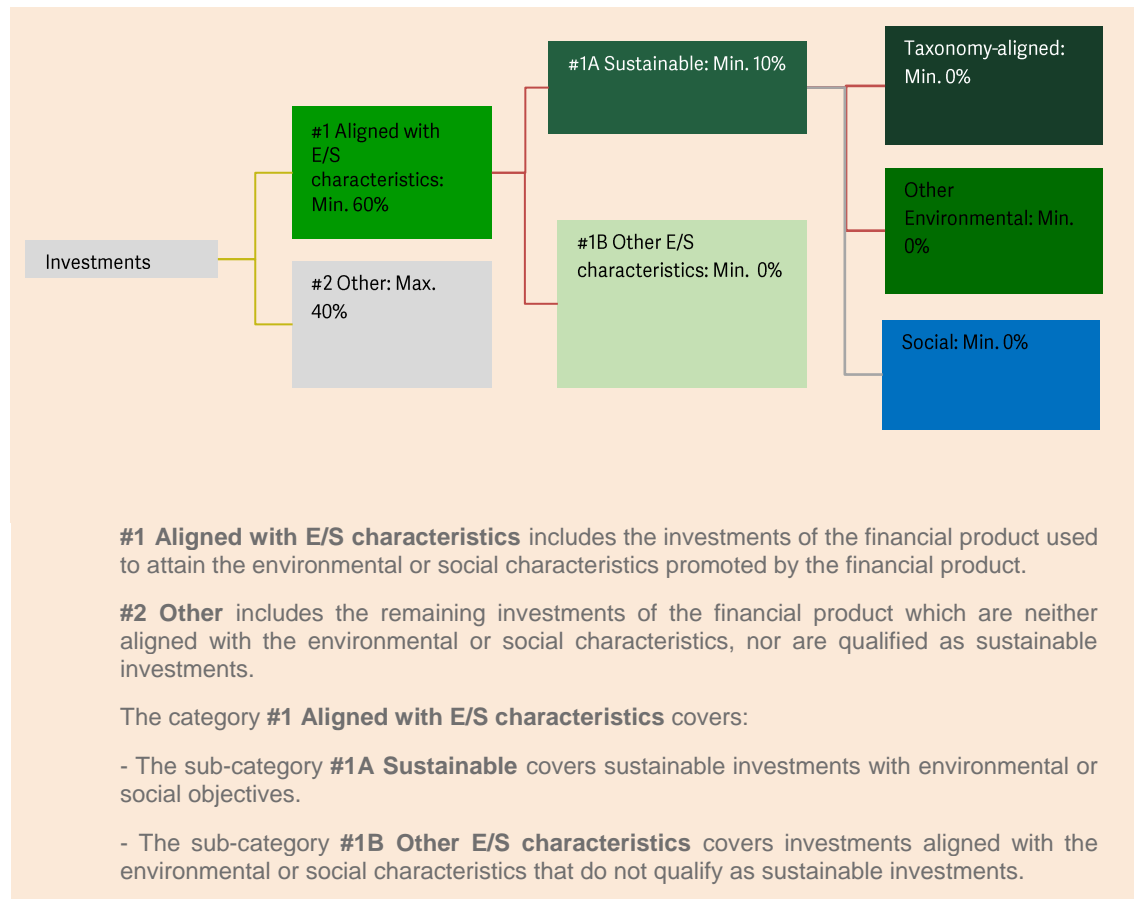 Investments
#1 Aligned with
E/S
characteristics:
Min. 60%
#2 Other: Max.
40%
#1A Sustainable: Min. 10%
#1B Other E/S
characteristics: Min.  0%
Taxonomy-aligned:
Min. 0%
Other
Environmental: Min.
0%
Social: Min. 0%
#1 Aligned with E/S characteristics includes the investments of the financial product used
to attain the environmental or social characteristics promoted by the financial product.
#2 Other includes the remaining investments of the financial product which are neither
aligned with the environmental or social characteristics, nor are qualified as sustainable
investments.
The category #1 Aligned with E/S characteristics covers:
- The sub-category #1A Sustainable covers sustainable investments with environmental or
social objectives.
- The sub-category #1B Other E/S characteristics covers investments aligned with the
environmental or social characteristics that do not qualify as sustainable investments.